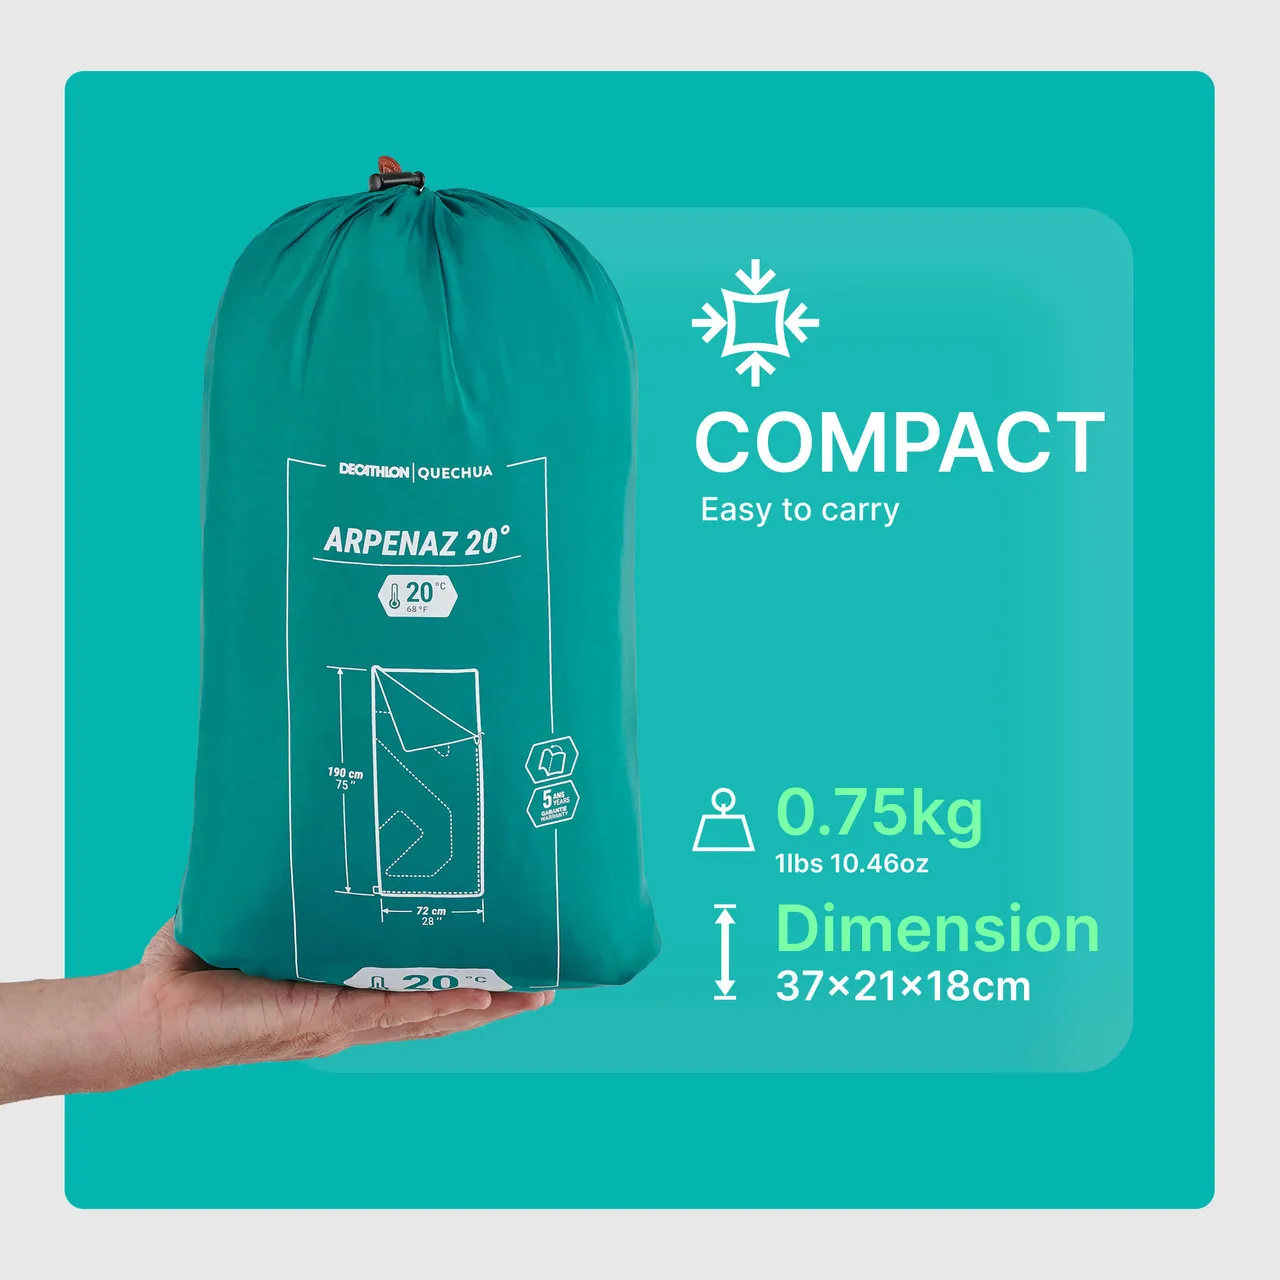 DECATHLON | QUECHUA
ARPENAZ 20°
20°C
68°F
190 cm
75"
5 ANS
YEARS
GARANTIE
WARRANTY
72 cm
28"
20°C
COMPACT
Easy to carry
0.75kg
1lbs 10.46oz
Dimension
37×21×18cm